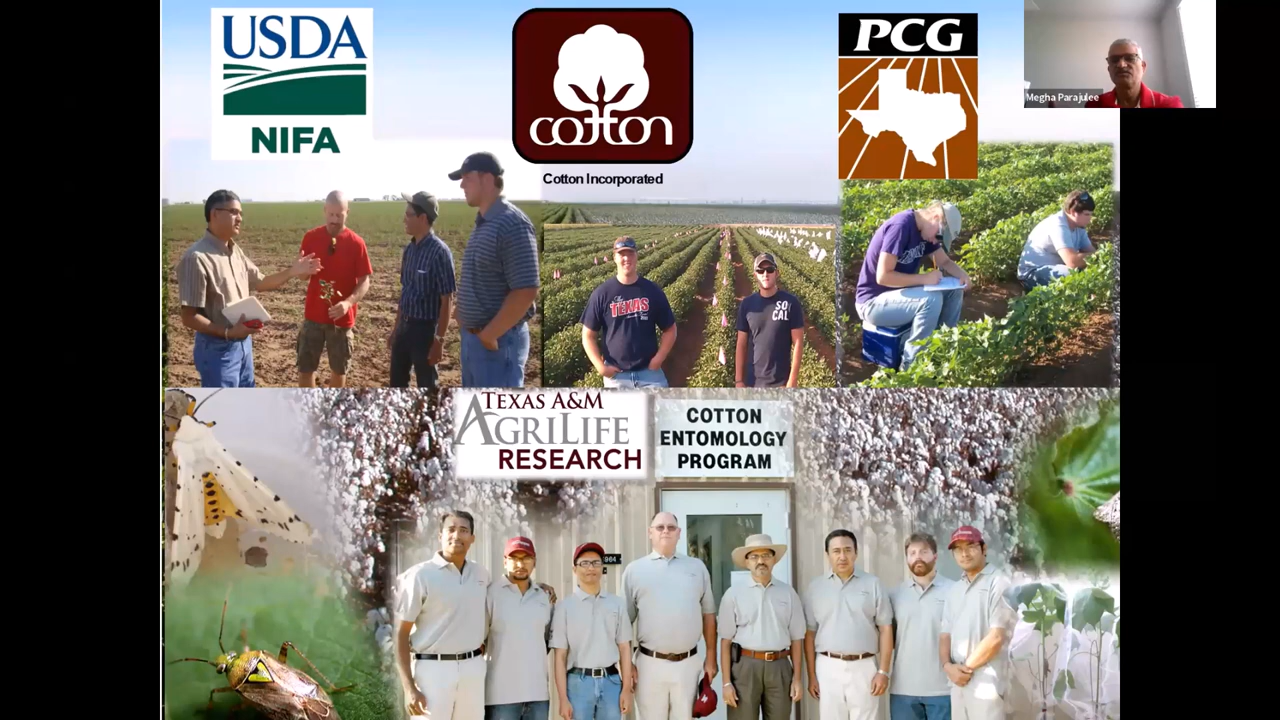 USDA
NIFA
cotton
Cotton Incorporated
PCG
Megha Parajulee
TEXAS
SO
CAL
TEXAS A&M
AGRILIFE
RESEARCH
COTTON
ENTOMOLOGY
PROGRAM